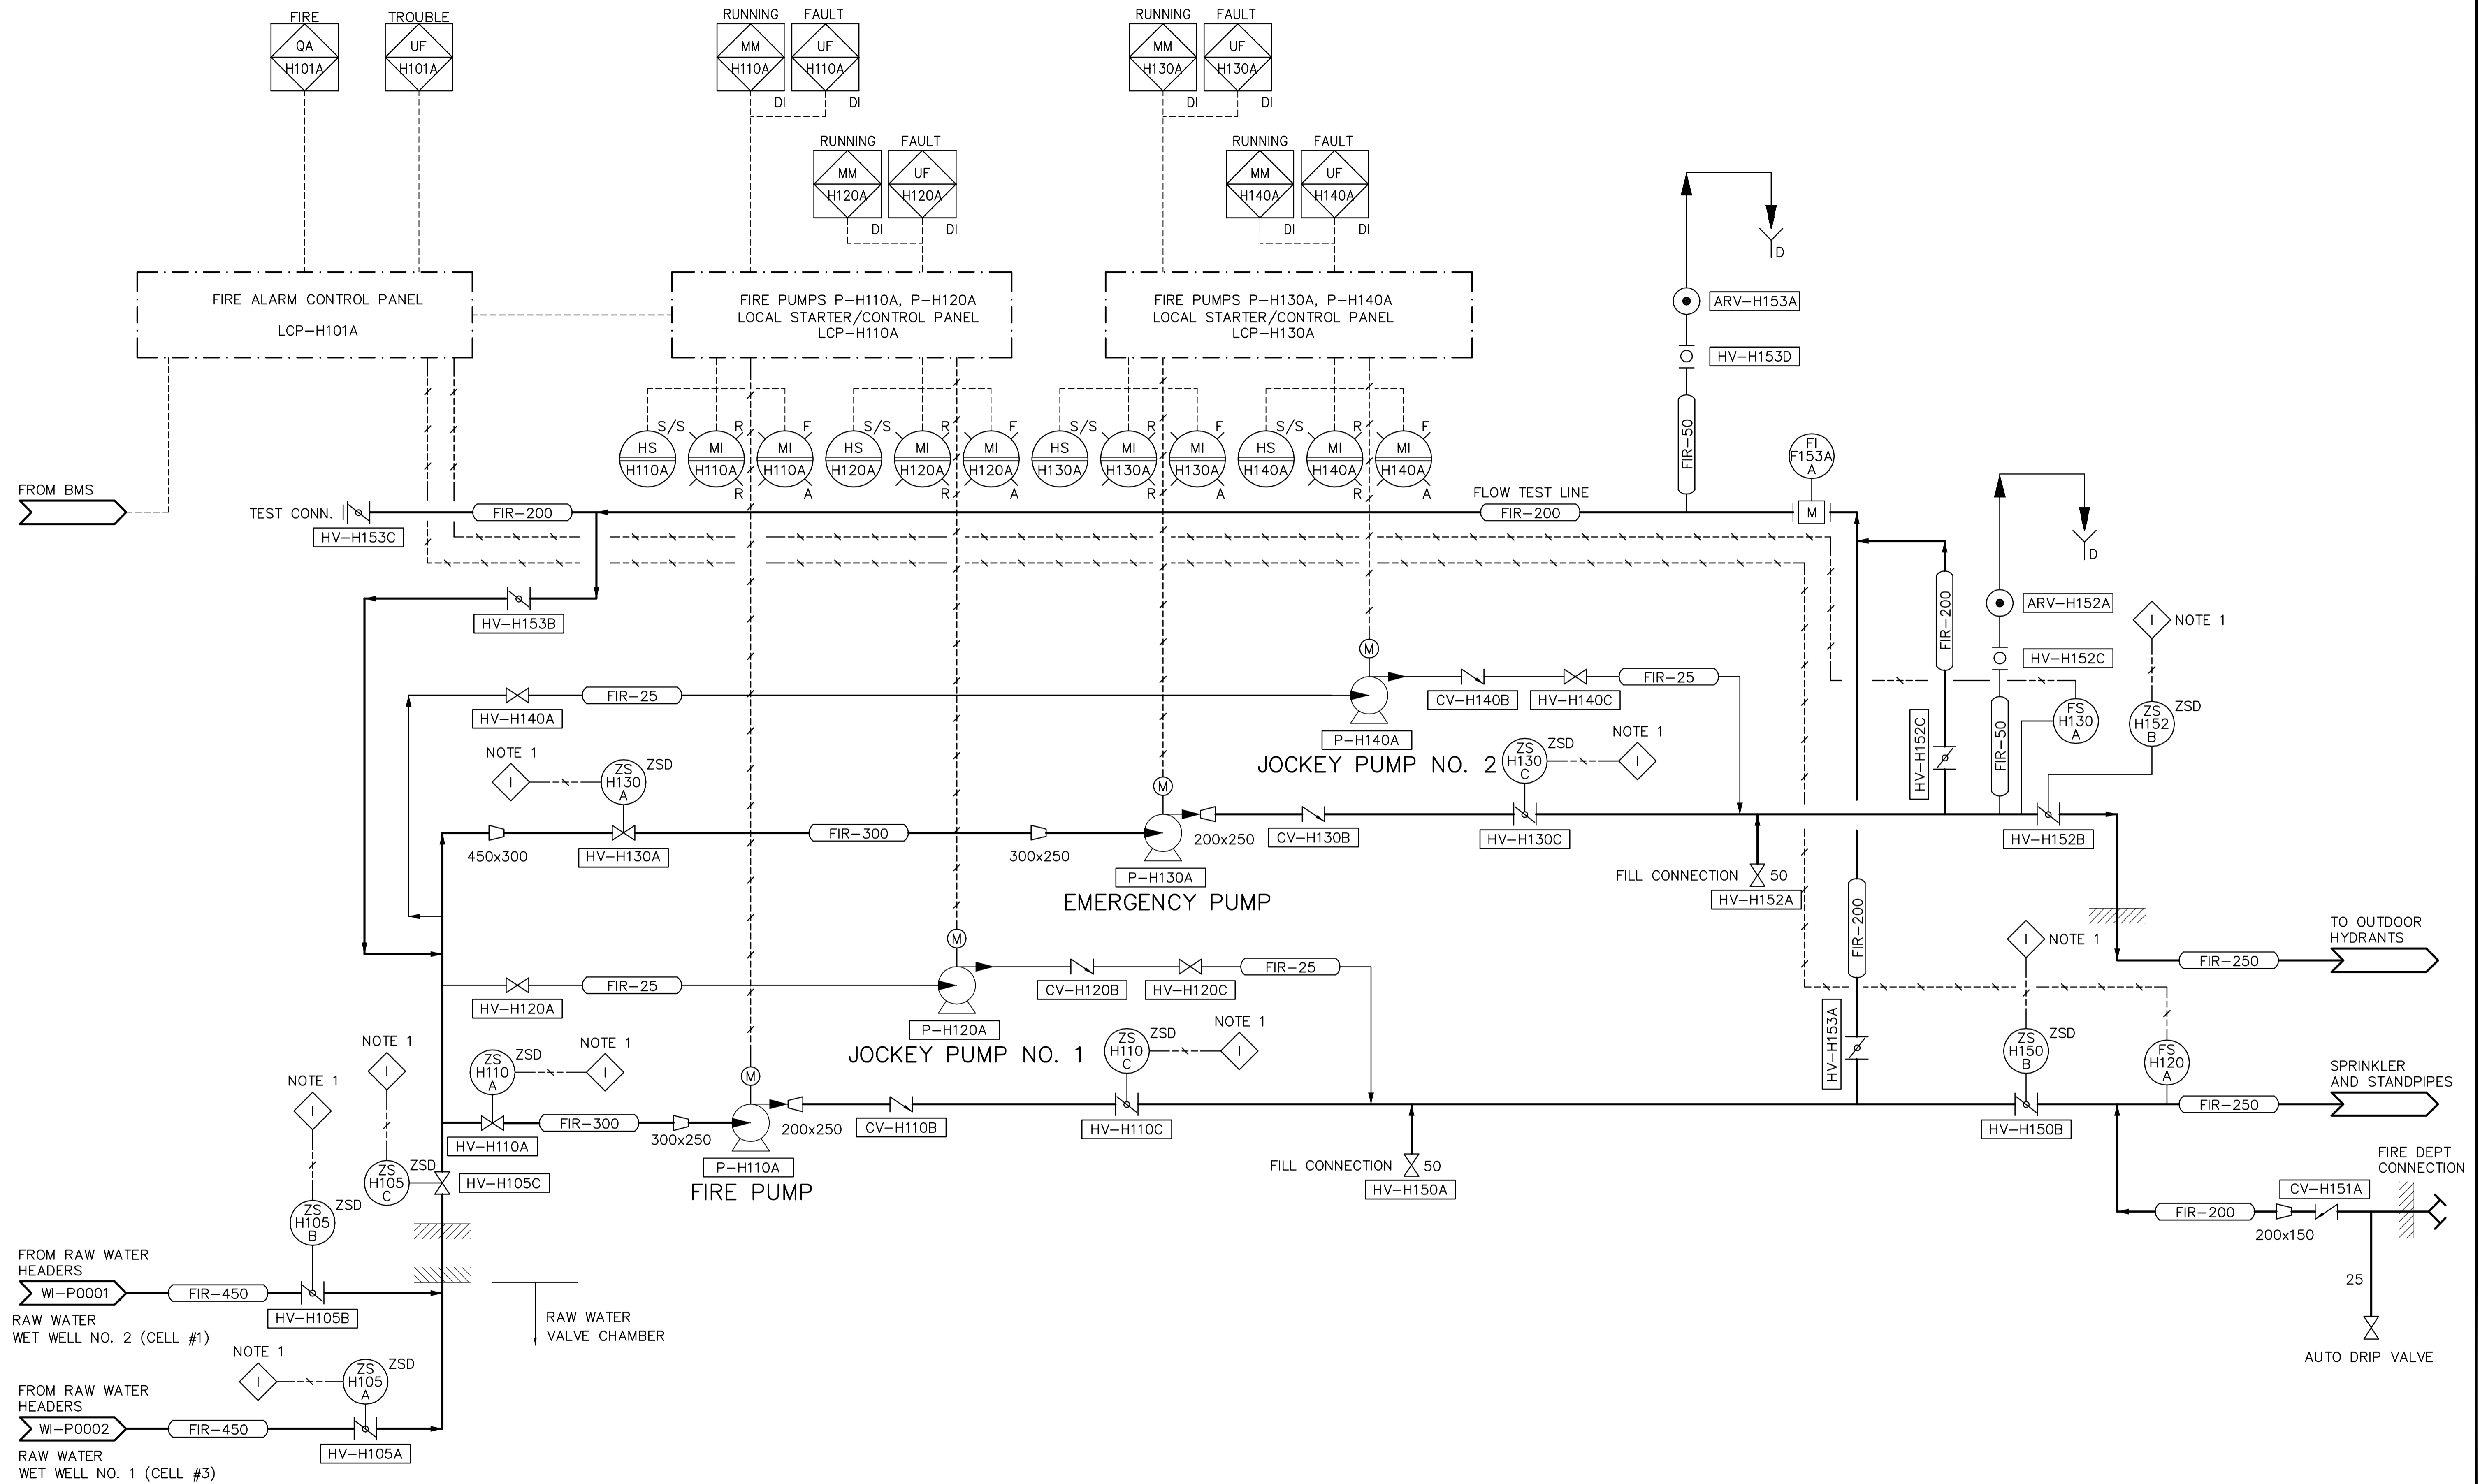 FIRE
TROUBLE
QA
H101A
UF
H101A
RUNNING
FAULT
MM
H110A
UF
H110A
DI
DI
RUNNING
FAULT
MM
H120A
UF
H120A
DI
DI
RUNNING
FAULT
MM
H130A
UF
H130A
DI
DI
RUNNING
FAULT
MM
H140A
UF
H140A
DI
DI
FIRE ALARM CONTROL PANEL
LCP-H101A
FIRE PUMPS P-H110A, P-H120A
LOCAL STARTER/CONTROL PANEL
LCP-H110A
FIRE PUMPS P-H130A, P-H140A
LOCAL STARTER/CONTROL PANEL
LCP-H130A
D
ARV-H153A
HV-H153D
FIR-50
HS
H110A
S/S
MI
H110A
R
R
MI
H110A
F
A
HS
H120A
S/S
MI
H120A
R
R
MI
H120A
F
A
HS
H130A
S/S
MI
H130A
R
R
MI
H130A
F
A
HS
H140A
S/S
MI
H140A
R
R
MI
H140A
F
A
FI
F153A
A
M
FROM BMS
TEST CONN.
HV-H153C
FIR-200
FLOW TEST LINE
FIR-200
D
HV-H153B
FIR-200
ARV-H152A
HV-H152C
FIR-50
NOTE 1
I
ZS
H152
B
ZSD
FS
H130
A
HV-H140A
FIR-25
M
P-H140A
JOCKEY PUMP NO. 2
CV-H140B
HV-H140C
FIR-25
NOTE 1
I
ZS
H130
A
ZSD
ZS
H130
C
ZSD
NOTE 1
I
HV-H152C
450x300
HV-H130A
FIR-300
300x250
M
P-H130A
EMERGENCY PUMP
200x250
CV-H130B
HV-H130C
FILL CONNECTION
50
HV-H152A
HV-H152B
FIR-200
TO OUTDOOR
HYDRANTS
FIR-250
I
NOTE 1
HV-H120A
FIR-25
M
P-H120A
JOCKEY PUMP NO. 1
CV-H120B
HV-H120C
FIR-25
HV-H153A
ZS
H150
B
ZSD
FS
H120
A
NOTE 1
I
NOTE 1
I
ZS
H110
A
ZSD
NOTE 1
I
ZS
H110
C
ZSD
NOTE 1
I
HV-H110A
FIR-300
300x250
M
P-H110A
FIRE PUMP
200x250
CV-H110B
HV-H110C
FILL CONNECTION
50
HV-H150A
HV-H150B
FIR-250
SPRINKLER
AND STANDPIPES
FIRE DEPT
CONNECTION
CV-H151A
FIR-200
200x150
25
AUTO DRIP VALVE
ZS
H105
C
ZSD
HV-H105C
ZS
H105
B
ZSD
FROM RAW WATER
HEADERS
WI-P0001
FIR-450
HV-H105B
RAW WATER
WET WELL NO. 2 (CELL #1)
RAW WATER
VALVE CHAMBER
NOTE 1
I
ZS
H105
A
ZSD
FROM RAW WATER
HEADERS
WI-P0002
FIR-450
HV-H105A
RAW WATER
WET WELL NO. 1 (CELL #3)